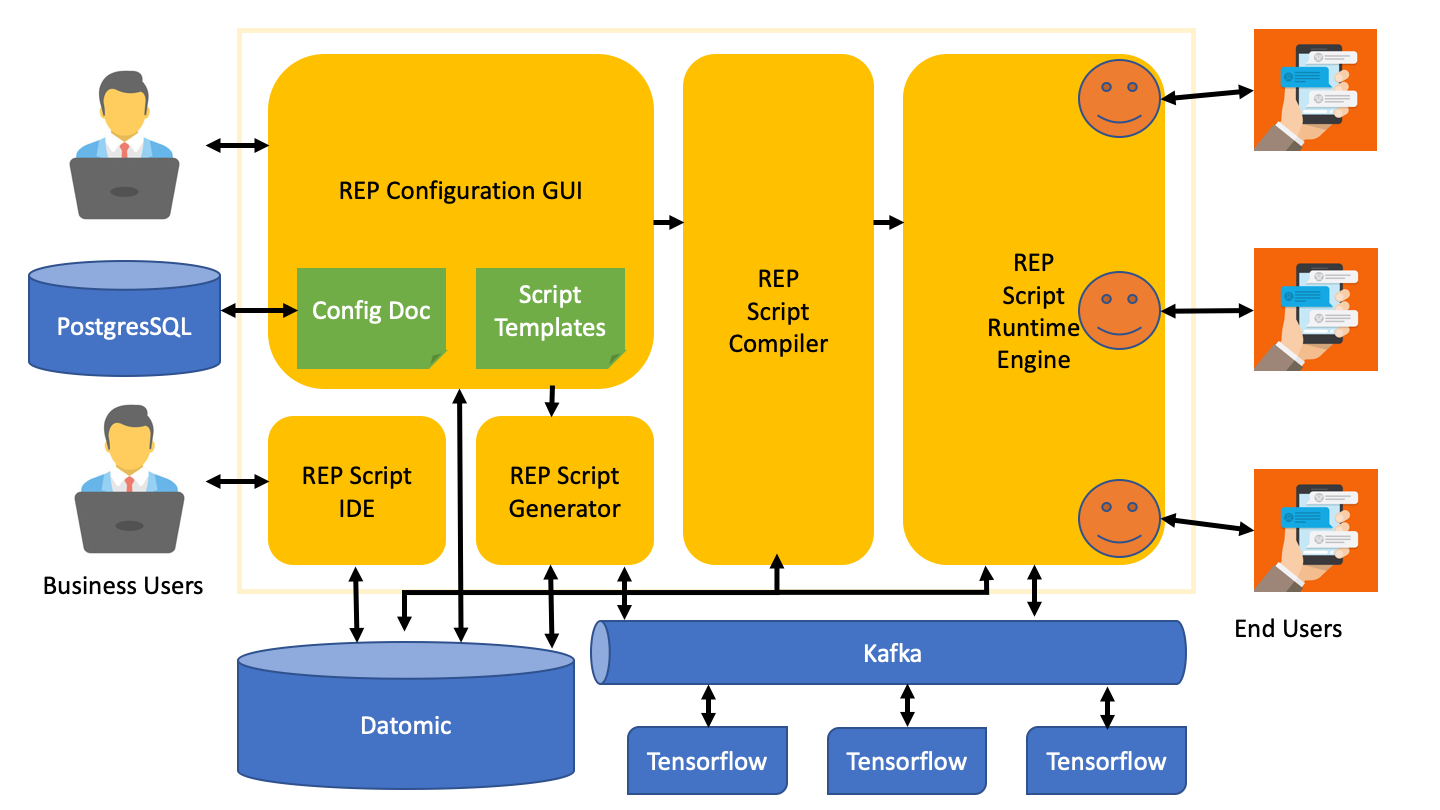 REP Configuration GUI
Config Doc
Script
Templates
PostgresSQL
REP
Script
Compiler
REP
Script
Runtime
Engine
REP Script
IDE
REP Script
Generator
Business Users
End Users
Kafka
Datomic
Tensorflow
Tensorflow
Tensorflow